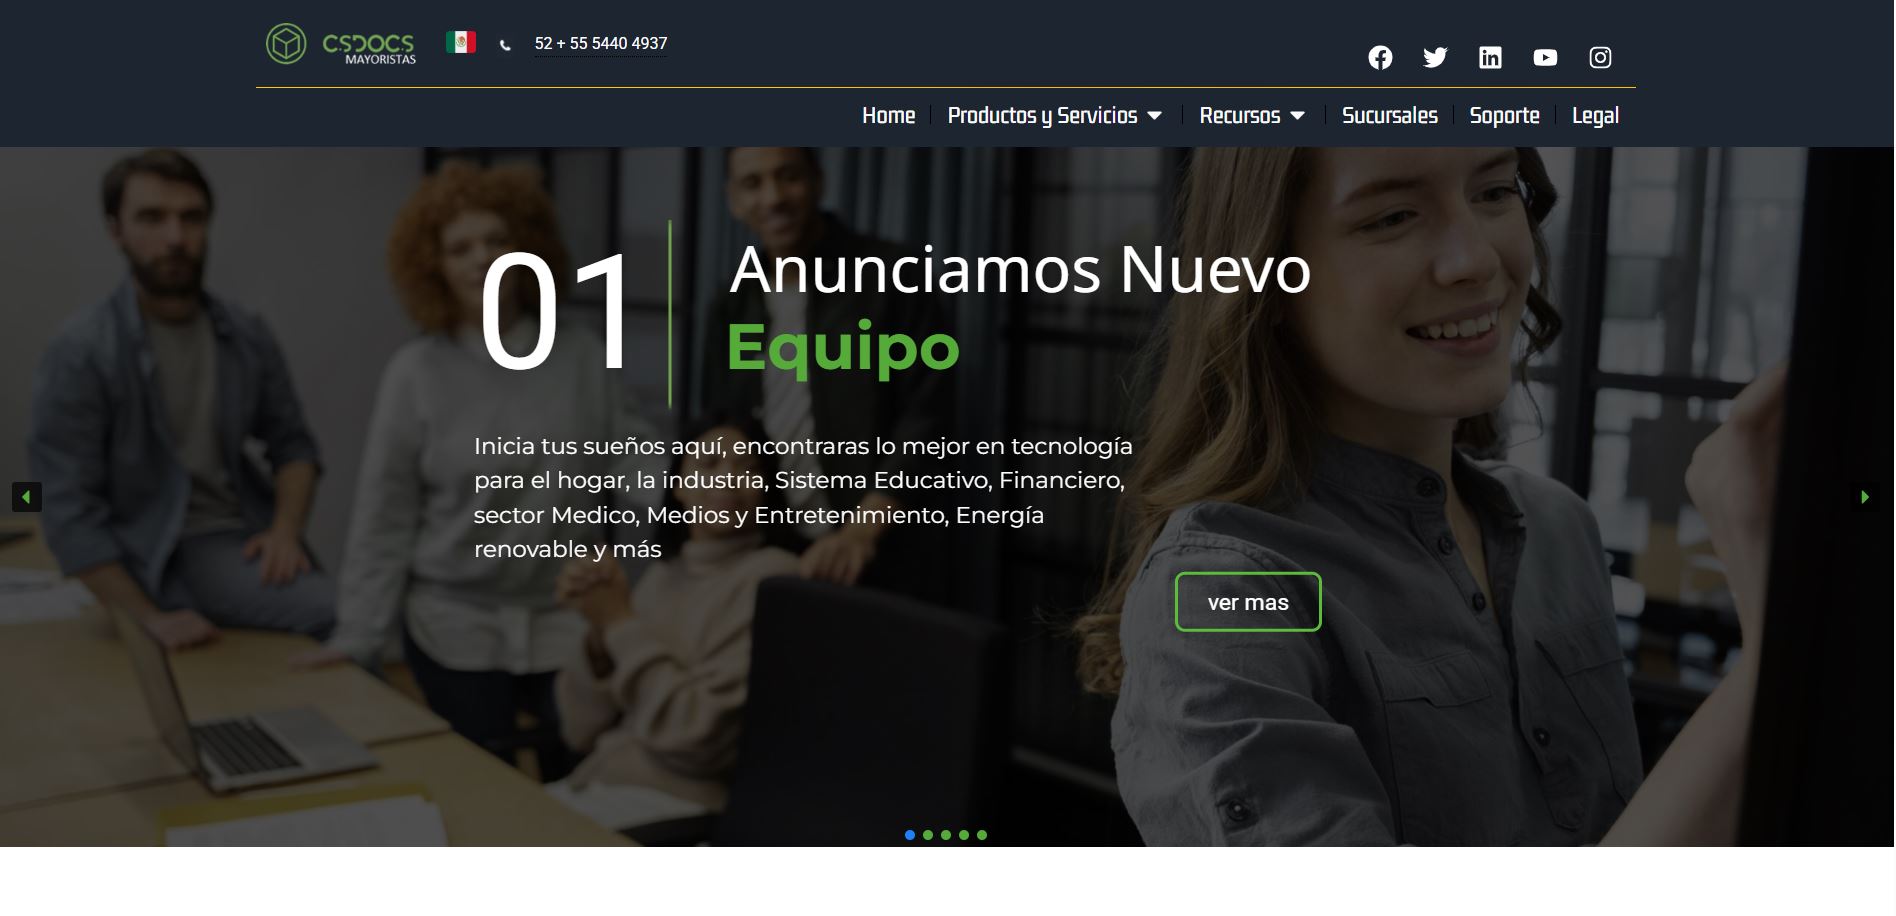 CSDOCS
MAYORISTAS
52 + 55 5440 4937
Home
Productos y Servicios
Recursos
Sucursales
Soporte
Legal
01
Anunciamos Nuevo
Equipo
Inicia tus sueños aquí, encontraras lo mejor en tecnología
para el hogar, la industria, Sistema Educativo, Financiero,
sector Medico, Medios y Entretenimiento, Energía
renovable y más
ver mas